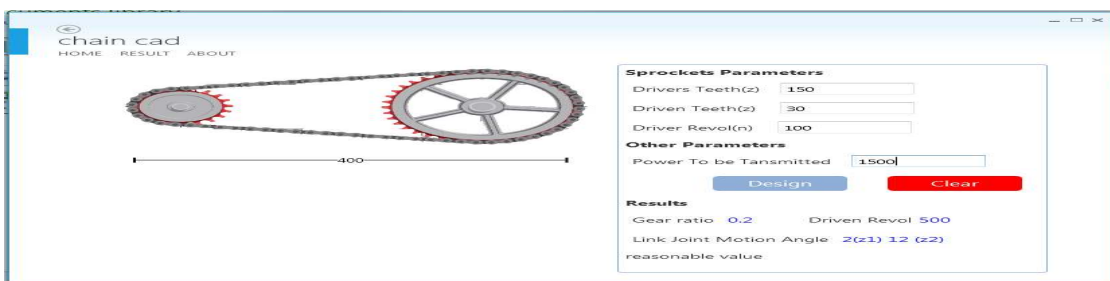 chain cad
HOME RESULT ABOUT
400
Sprockets Parameters
Drivers Teeth(z) 150
Driven Teeth(z) 30
Driver Revol(n) 100
Other Parameters
Power To be Tansmitted 1500
Design Clear
Results
Gear ratio 0.2 Driven Revol 500
Link Joint Motion Angle 2(z1) 12 (z2)
reasonable value